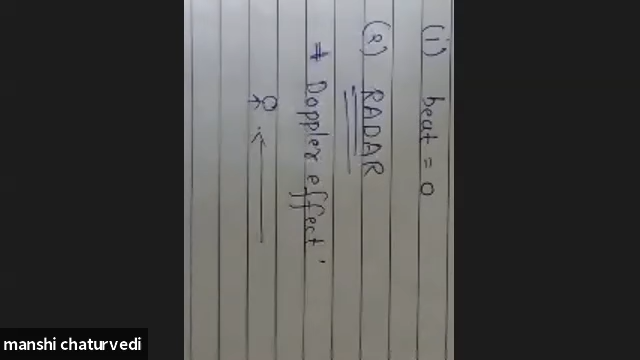 (i) beat = 0
(2) RADAR
* Doppler effect'
manshi chaturvedi